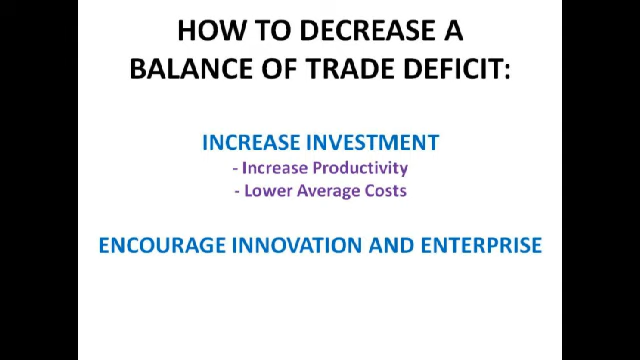 HOW TO DECREASE A
BALANCE OF TRADE DEFICIT:
INCREASE INVESTMENT
- Increase Productivity
- Lower Average Costs
ENCOURAGE INNOVATION AND ENTERPRISE